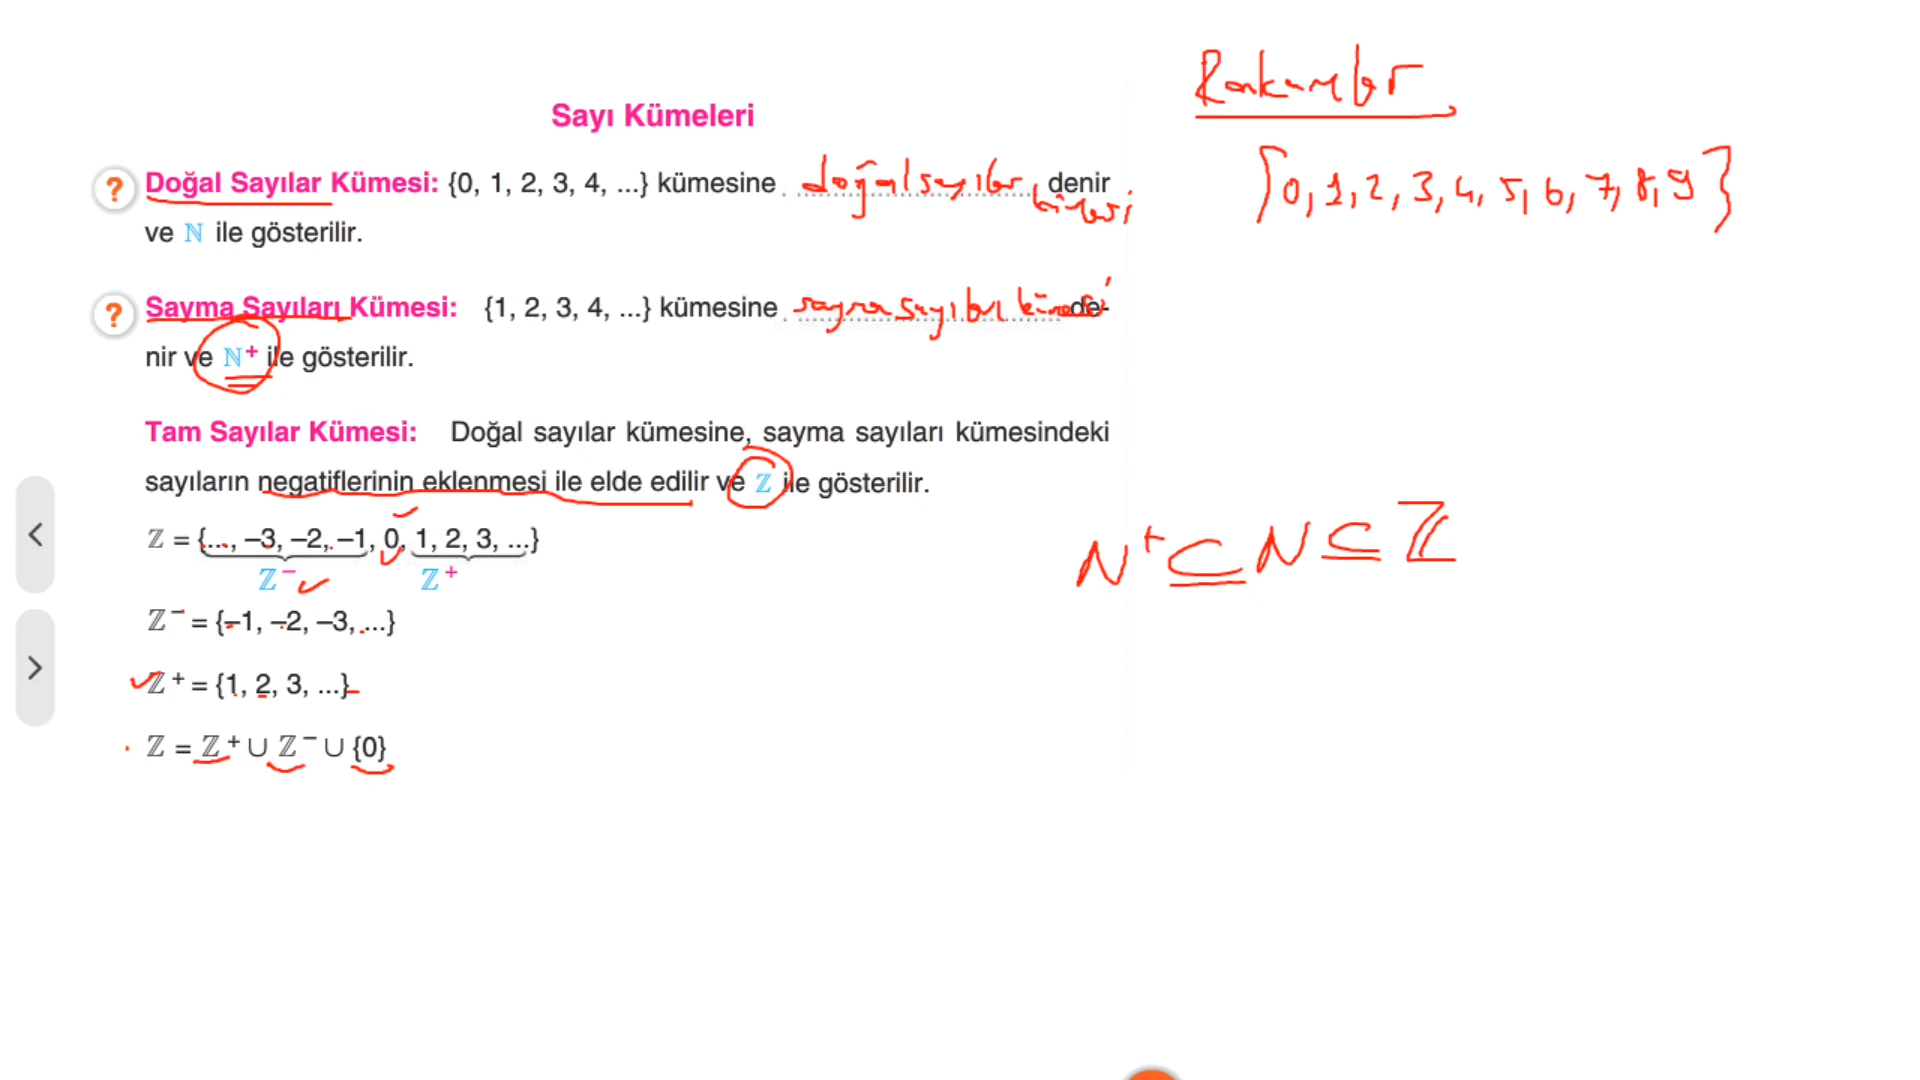 Rakamlar
{0, 1, 2, 3, 4, 5, 6, 7, 8, 9}
Sayı Kümeleri
? Doğal Sayılar Kümesi: {0, 1, 2, 3, 4, ...} kümesine doğal sayılar kümesi denir
ve ℕ ile gösterilir.
? Sayma Sayıları Kümesi: {1, 2, 3, 4, ...} kümesine sayma sayıları kümesi de-
nir ve ℕ⁺ ile gösterilir.
Tam Sayılar Kümesi: Doğal sayılar kümesine, sayma sayıları kümesindeki
sayıların negatiflerinin eklenmesi ile elde edilir ve ℤ ile gösterilir.
ℤ = {..., –3, –2, –1, 0, 1, 2, 3, ...}
ℤ⁻ ℤ⁺
N⁺ ⊆ N ⊆ ℤ
ℤ⁻ = {–1, –2, –3, ...}
ℤ⁺ = {1, 2, 3, ...}
ℤ = ℤ⁺ ∪ ℤ⁻ ∪ {0}